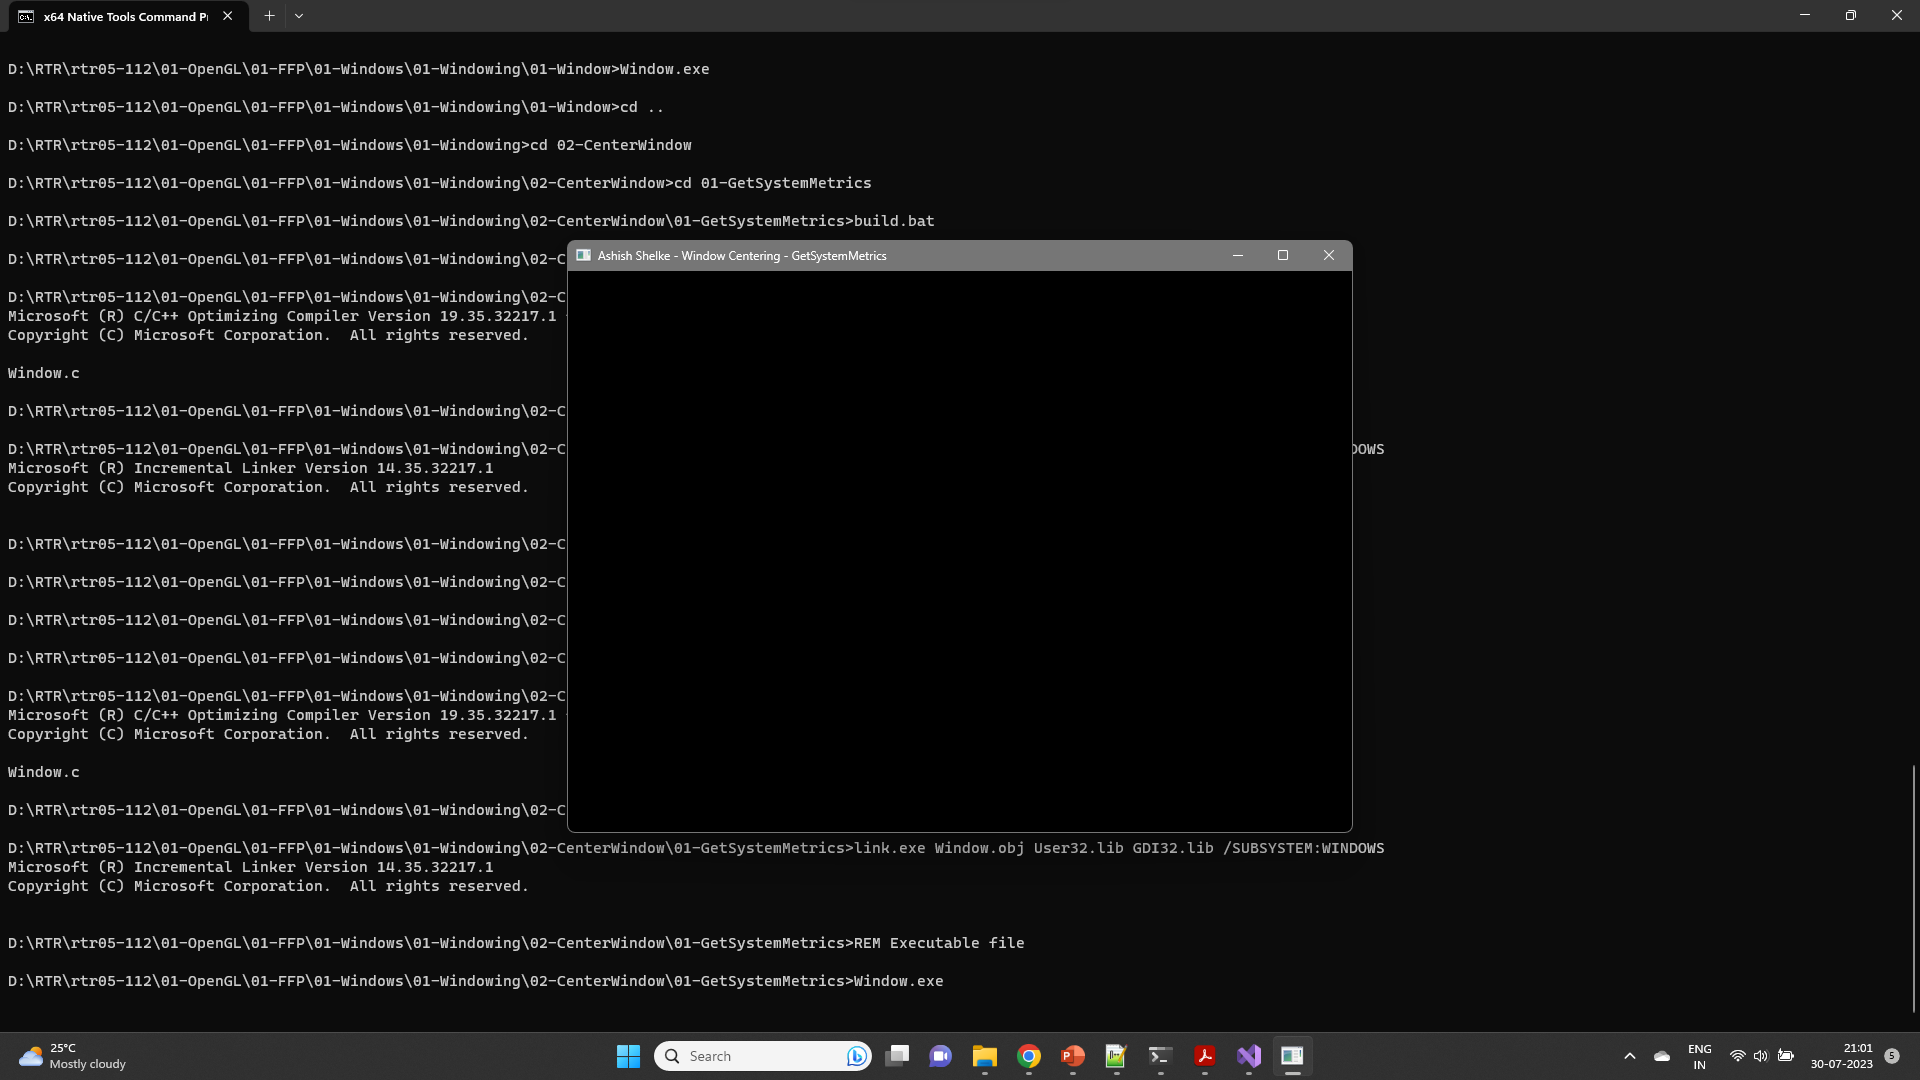 x64 Native Tools Command P
D:\RTR\rtr05-112\01-OpenGL\01-FFP\01-Windows\01-Windowing\01-Window>Window.exe
D:\RTR\rtr05-112\01-OpenGL\01-FFP\01-Windows\01-Windowing\01-Window>cd ..
D:\RTR\rtr05-112\01-OpenGL\01-FFP\01-Windows\01-Windowing>cd 02-CenterWindow
D:\RTR\rtr05-112\01-OpenGL\01-FFP\01-Windows\01-Windowing\02-CenterWindow>cd 01-GetSystemMetrics
D:\RTR\rtr05-112\01-OpenGL\01-FFP\01-Windows\01-Windowing\02-CenterWindow\01-GetSystemMetrics>build.bat
D:\RTR\rtr05-112\01-OpenGL\01-FFP\01-Windows\01-Windowing\02-C
Ashish Shelke - Window Centering - GetSystemMetrics
D:\RTR\rtr05-112\01-OpenGL\01-FFP\01-Windows\01-Windowing\02-C
Microsoft (R) C/C++ Optimizing Compiler Version 19.35.32217.1
Copyright (C) Microsoft Corporation.  All rights reserved.
Window.c
D:\RTR\rtr05-112\01-OpenGL\01-FFP\01-Windows\01-Windowing\02-C
D:\RTR\rtr05-112\01-OpenGL\01-FFP\01-Windows\01-Windowing\02-C DOWS
Microsoft (R) Incremental Linker Version 14.35.32217.1
Copyright (C) Microsoft Corporation.  All rights reserved.
D:\RTR\rtr05-112\01-OpenGL\01-FFP\01-Windows\01-Windowing\02-C
D:\RTR\rtr05-112\01-OpenGL\01-FFP\01-Windows\01-Windowing\02-C
D:\RTR\rtr05-112\01-OpenGL\01-FFP\01-Windows\01-Windowing\02-C
D:\RTR\rtr05-112\01-OpenGL\01-FFP\01-Windows\01-Windowing\02-C
D:\RTR\rtr05-112\01-OpenGL\01-FFP\01-Windows\01-Windowing\02-C
Microsoft (R) C/C++ Optimizing Compiler Version 19.35.32217.1
Copyright (C) Microsoft Corporation.  All rights reserved.
Window.c
D:\RTR\rtr05-112\01-OpenGL\01-FFP\01-Windows\01-Windowing\02-C
D:\RTR\rtr05-112\01-OpenGL\01-FFP\01-Windows\01-Windowing\02-CenterWindow\01-GetSystemMetrics>link.exe Window.obj User32.lib GDI32.lib /SUBSYSTEM:WINDOWS
Microsoft (R) Incremental Linker Version 14.35.32217.1
Copyright (C) Microsoft Corporation.  All rights reserved.
D:\RTR\rtr05-112\01-OpenGL\01-FFP\01-Windows\01-Windowing\02-CenterWindow\01-GetSystemMetrics>REM Executable file
D:\RTR\rtr05-112\01-OpenGL\01-FFP\01-Windows\01-Windowing\02-CenterWindow\01-GetSystemMetrics>Window.exe
25°C
Mostly cloudy
Search
ENG
IN
21:01
30-07-2023
5